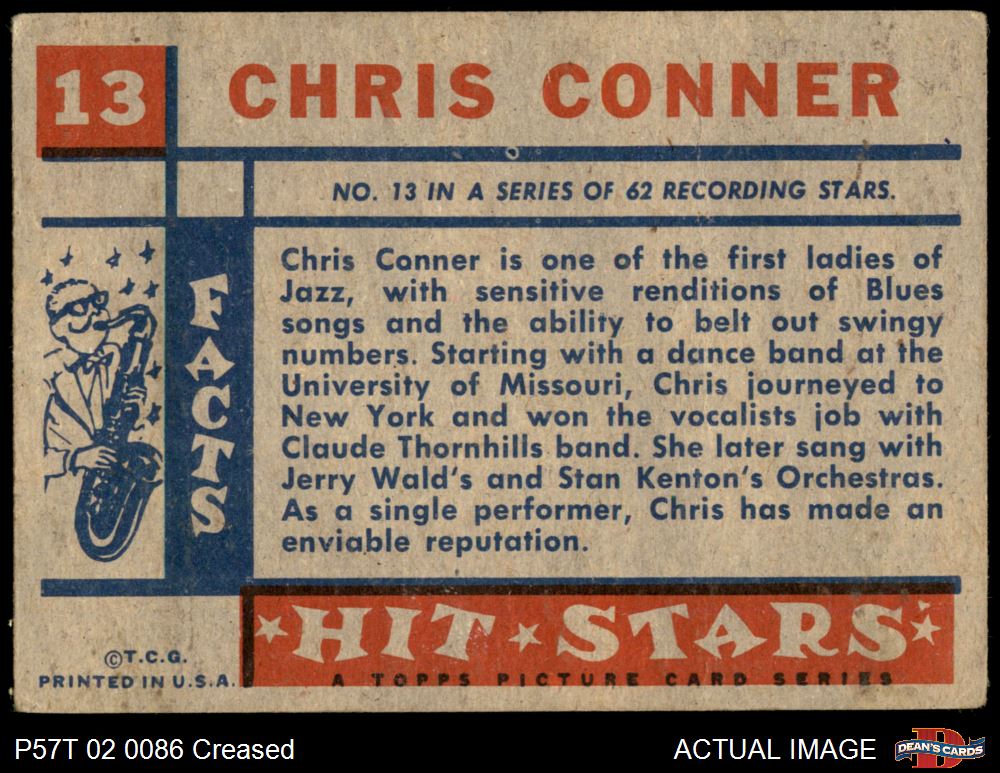 13
CHRIS CONNER
NO. 13 IN A SERIES OF 62 RECORDING STARS.
FACTS
Chris Conner is one of the first ladies of
Jazz, with sensitive renditions of Blues
songs and the ability to belt out swingy
numbers. Starting with a dance band at the
University of Missouri, Chris journeyed to
New York and won the vocalists job with
Claude Thornhills band. She later sang with
Jerry Wald's and Stan Kenton's Orchestras.
As a single performer, Chris has made an
enviable reputation.
HIT STARS
©T.C.G.
PRINTED IN U.S.A.
A TOPPS PICTURE CARD SERIES
P57T 02 0086 Creased
ACTUAL IMAGE
DEAN'S CARDS